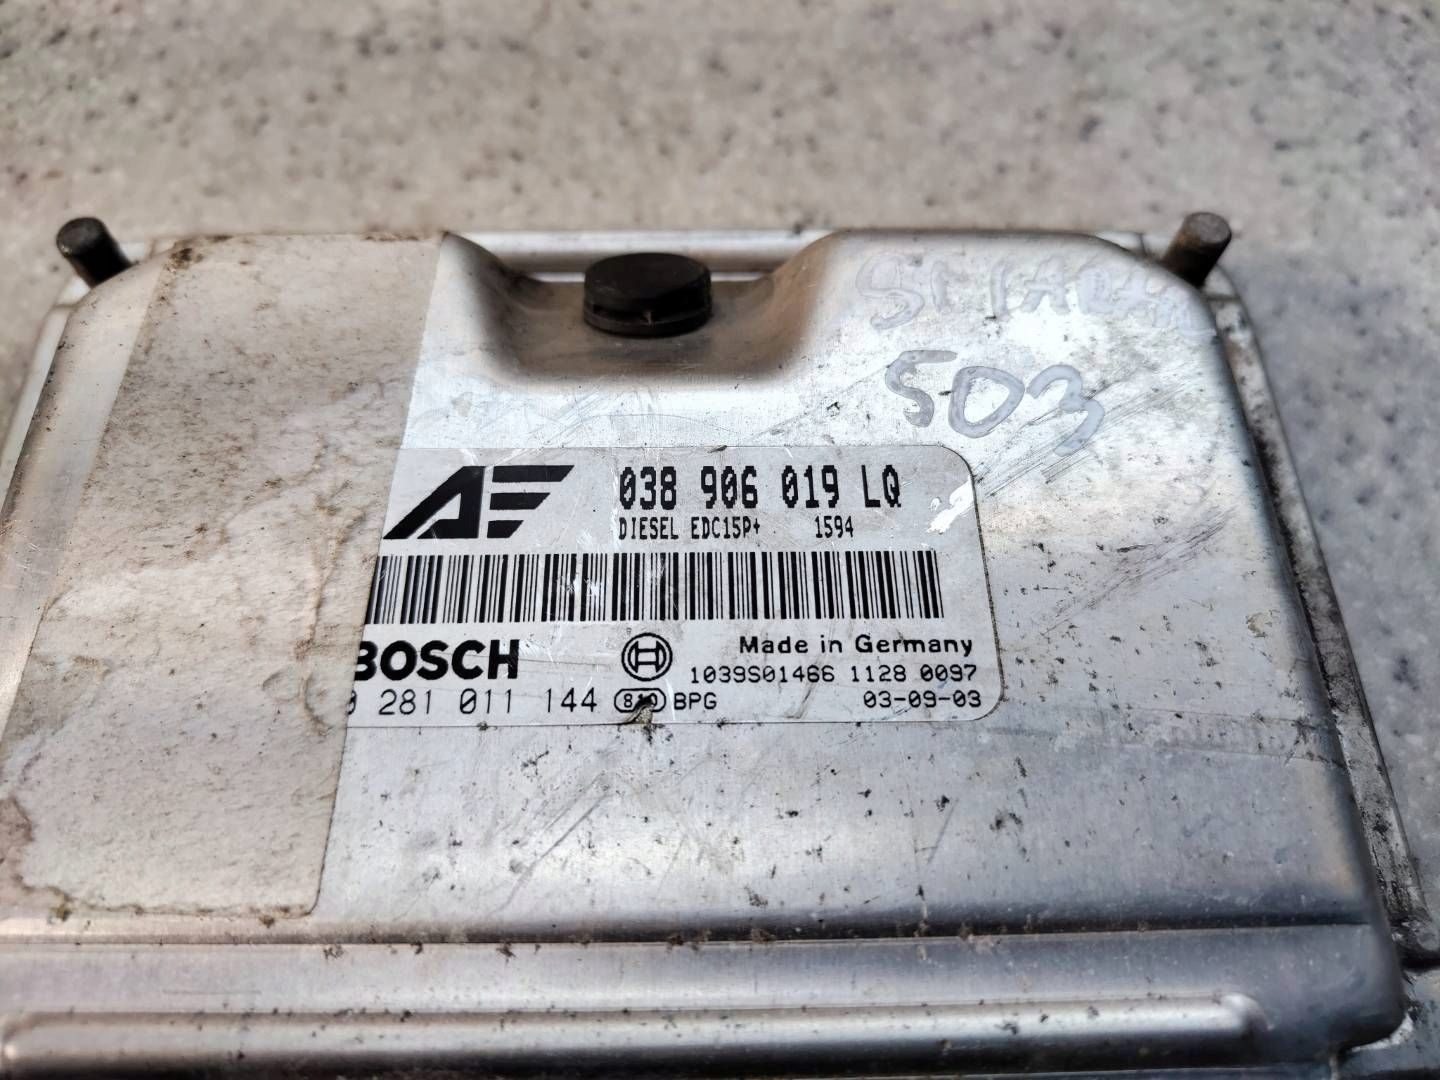 503
AE 038 906 019 LQ
DIESEL EDC15P+ 1594
BOSCH Made in Germany
1039S01466 1128 0097
0 281 011 144 BPG 03-09-03